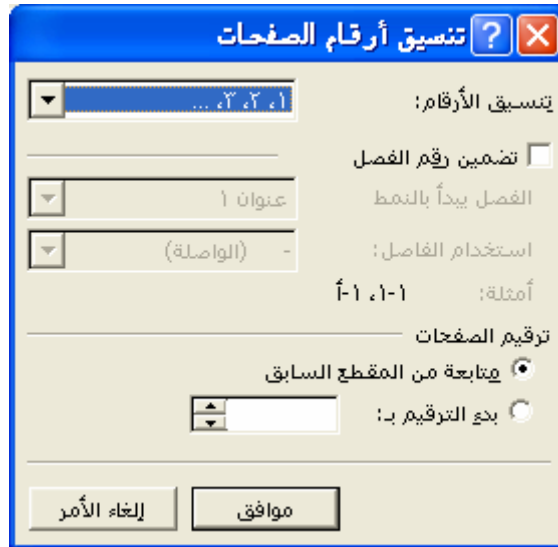 تنسيق أرقام الصفحات
تنسيق الأرقام: ١، ٢، ٣، ...
تضمين رقم الفصل
الفصل يبدأ بالنمط عنوان ١
استخدام الفاصل: - (الواصلة)
أمثلة: ١-١، ١-أ
ترقيم الصفحات
متابعة من المقطع السابق
بدء الترقيم بـ:
موافق إلغاء الأمر